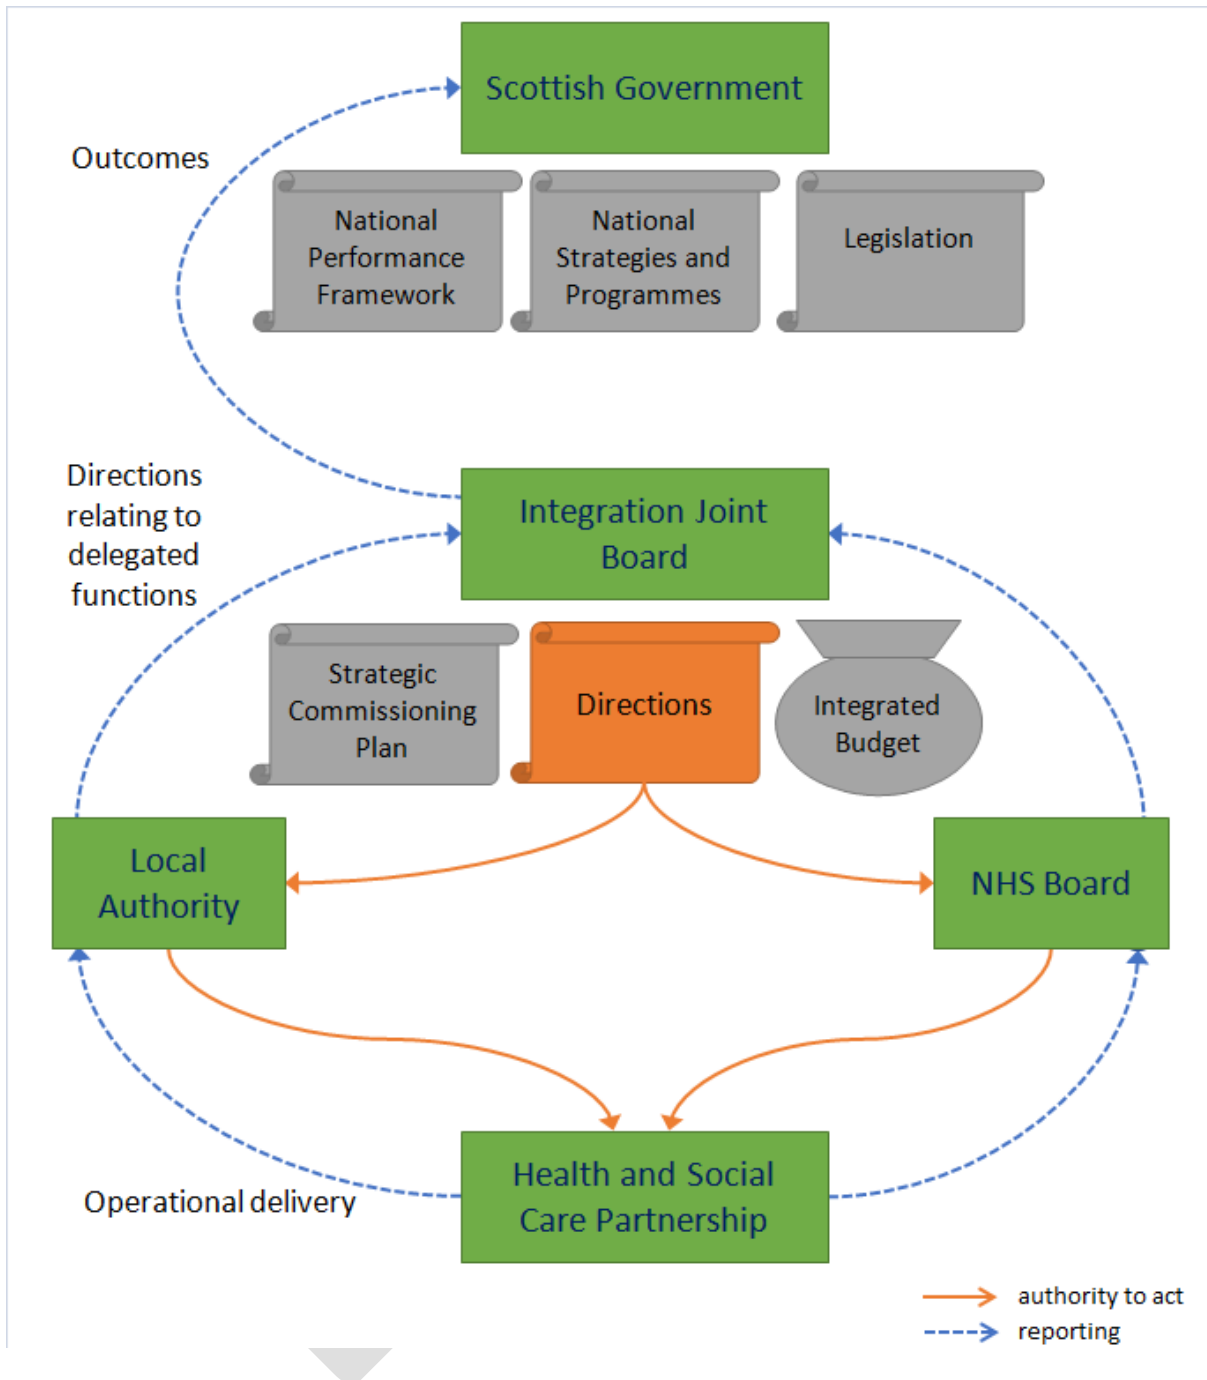 Scottish Government
Outcomes
National
Performance
Framework
National
Strategies and
Programmes
Legislation
Directions
relating to
delegated
functions
Integration Joint
Board
Strategic
Commissioning
Plan
Directions
Integrated
Budget
Local
Authority
NHS Board
Health and Social
Care Partnership
Operational delivery
authority to act
reporting